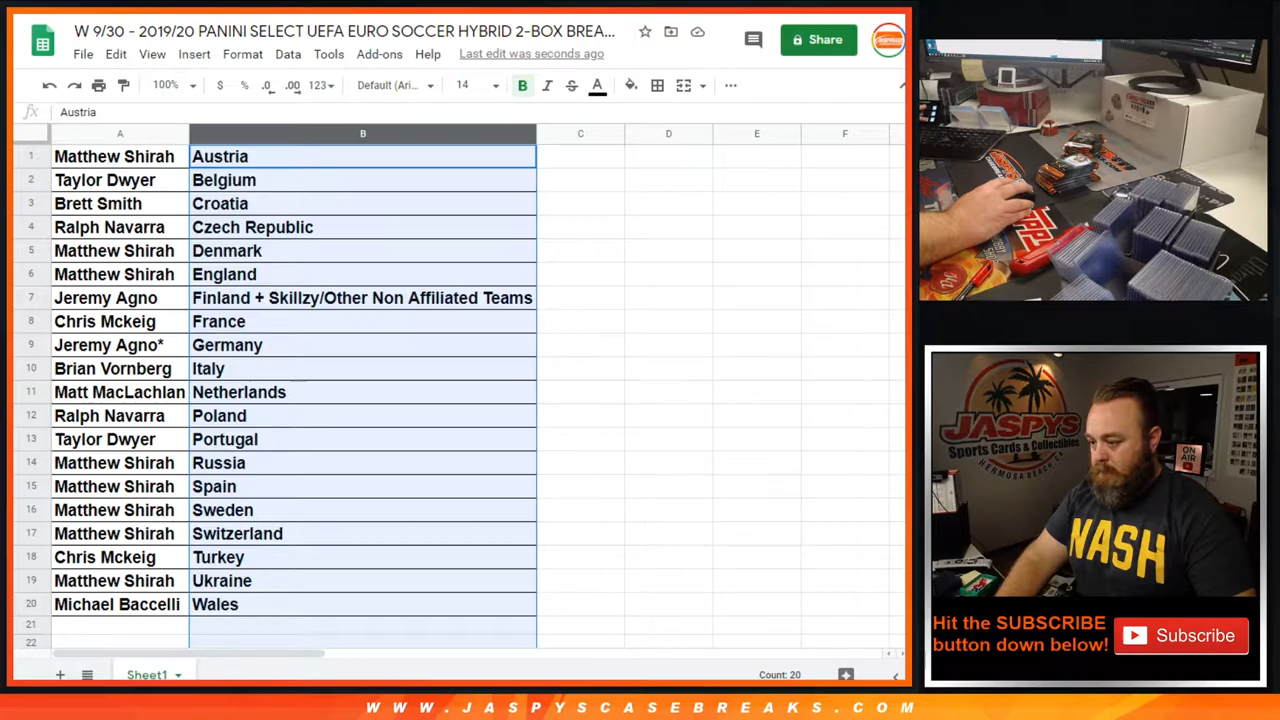 W 9/30 - 2019/20 PANINI SELECT UEFA EURO SOCCER HYBRID 2-BOX BREA...
File Edit View Insert Format Data Tools Add-ons Help Last edit was seconds ago
Share
100% $ % .0 .00 123 Default (Ari... 14 B I S A
fx Austria
A B C D E F
1 Matthew Shirah Austria
2 Taylor Dwyer Belgium
3 Brett Smith Croatia
4 Ralph Navarra Czech Republic
5 Matthew Shirah Denmark
6 Matthew Shirah England
7 Jeremy Agno Finland + Skillzy/Other Non Affiliated Teams
8 Chris Mckeig France
9 Jeremy Agno* Germany
10 Brian Vornberg Italy
11 Matt MacLachlan Netherlands
12 Ralph Navarra Poland
13 Taylor Dwyer Portugal
14 Matthew Shirah Russia
15 Matthew Shirah Spain
16 Matthew Shirah Sweden
17 Matthew Shirah Switzerland
18 Chris Mckeig Turkey
19 Matthew Shirah Ukraine
20 Michael Baccelli Wales
21
22
Sheet1
Count: 20
TOPPS
JASPYS
Sports Cards & Collectibles
HERMOSA BEACH, CA
ON AIR
NASH
Hit the SUBSCRIBE
button down below!
Subscribe
WWW.JASPYSCASEBREAKS.COM